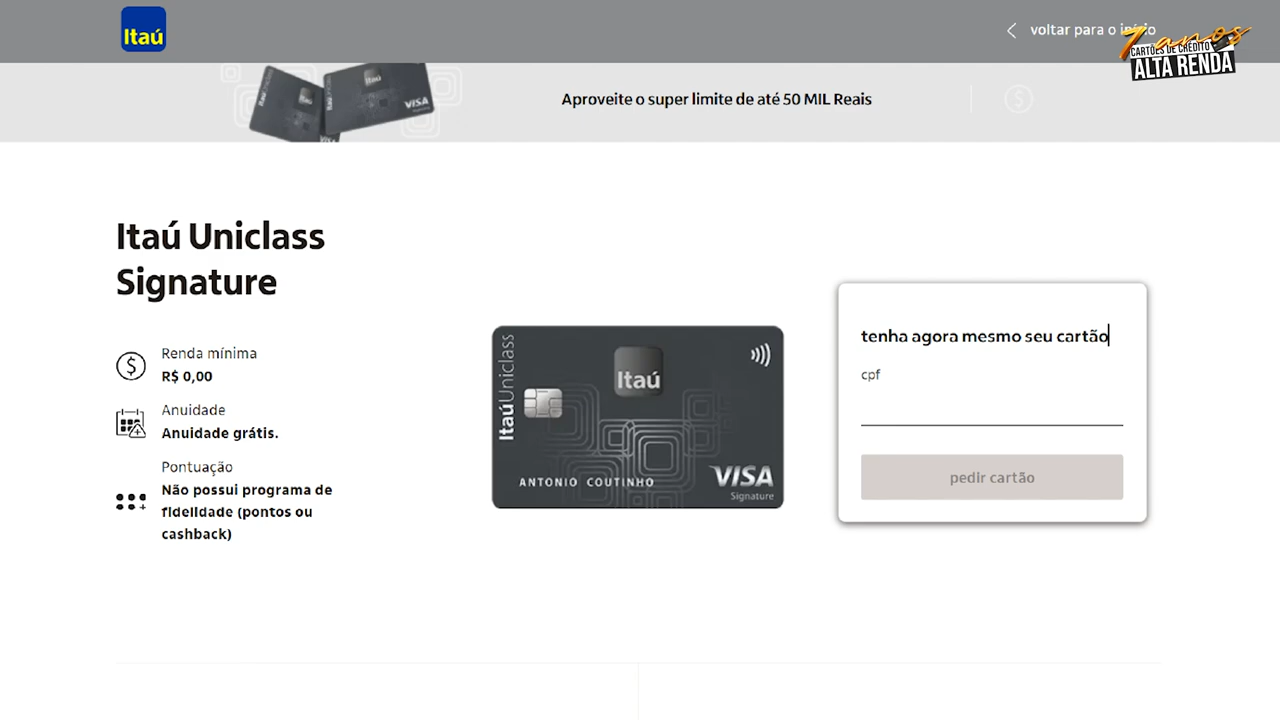 Itaú
voltar para o início
7 anos
CARTÕES DE CRÉDITO
ALTA RENDA
Itaú
VISA
Aproveite o super limite de até 50 MIL Reais
Itaú Uniclass
Signature
Renda mínima
R$ 0,00
Anuidade
Anuidade grátis.
Pontuação
Não possui programa de
fidelidade (pontos ou
cashback)
Itaú Uniclass
Itaú
ANTONIO COUTINHO
VISA
Signature
tenha agora mesmo seu cartão
cpf
pedir cartão